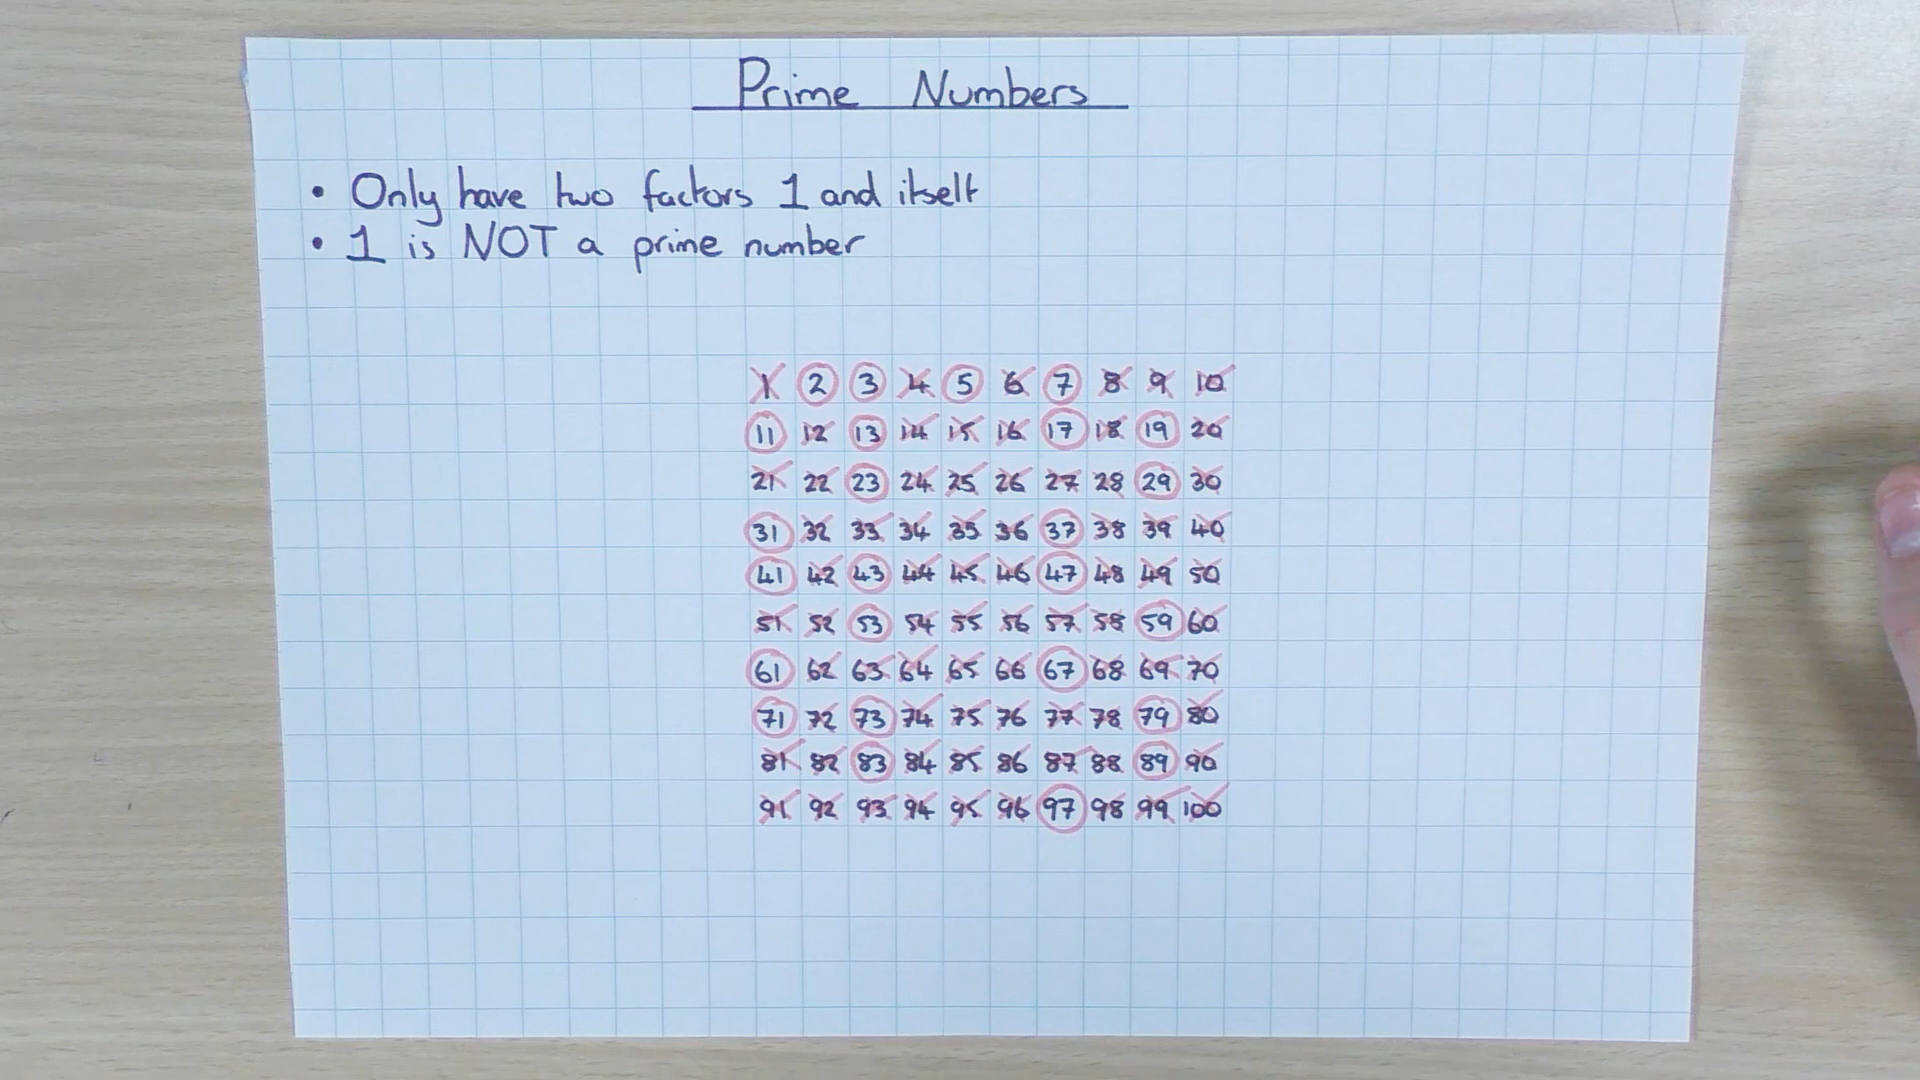 Prime Numbers
• Only have two factors 1 and itself
• 1 is NOT a prime number
1 2 3 4 5 6 7 8 9 10
11 12 13 14 15 16 17 18 19 20
21 22 23 24 25 26 27 28 29 30
31 32 33 34 35 36 37 38 39 40
41 42 43 44 45 46 47 48 49 50
51 52 53 54 55 56 57 58 59 60
61 62 63 64 65 66 67 68 69 70
71 72 73 74 75 76 77 78 79 80
81 82 83 84 85 86 87 88 89 90
91 92 93 94 95 96 97 98 99 100